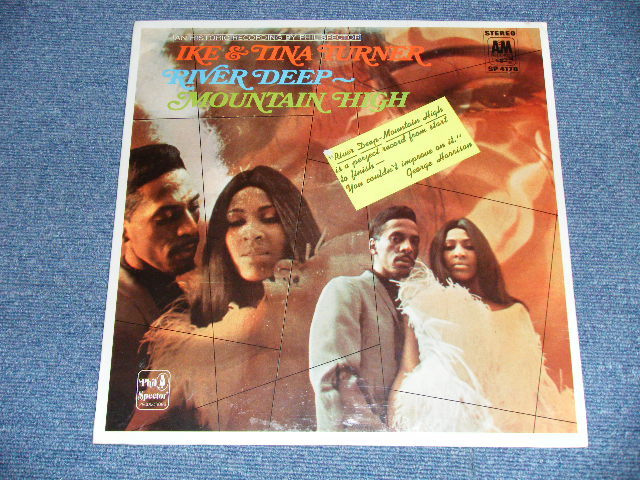 AN HISTORIC RECORDING BY PHIL SPECTOR
IKE & TINA TURNER
RIVER DEEP~
MOUNTAIN HIGH
STEREO
A&M
SP 4178
"River Deep-Mountain High
is a perfect record from start
to finish—
You couldn't improve on it."
George Harrison
Phil
Spector